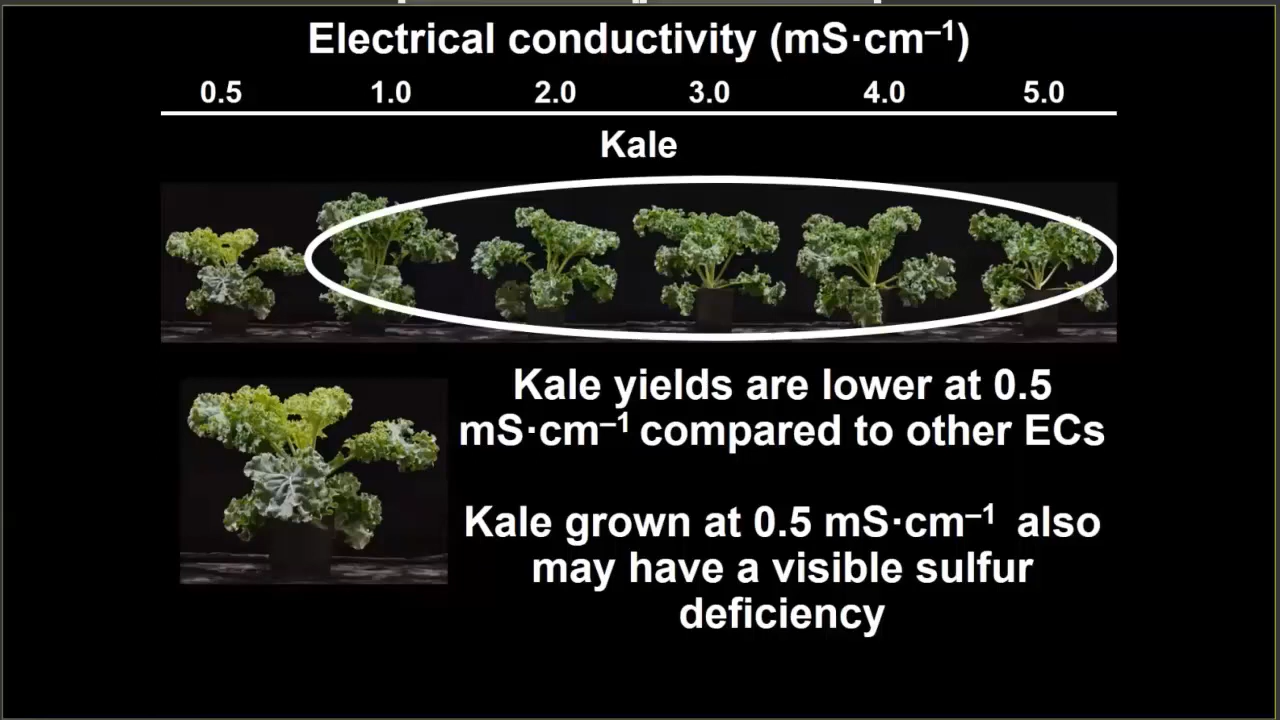 Electrical conductivity (mS·cm⁻¹)
0.5 1.0 2.0 3.0 4.0 5.0
Kale
Kale yields are lower at 0.5
mS·cm⁻¹ compared to other ECs
Kale grown at 0.5 mS·cm⁻¹ also
may have a visible sulfur
deficiency